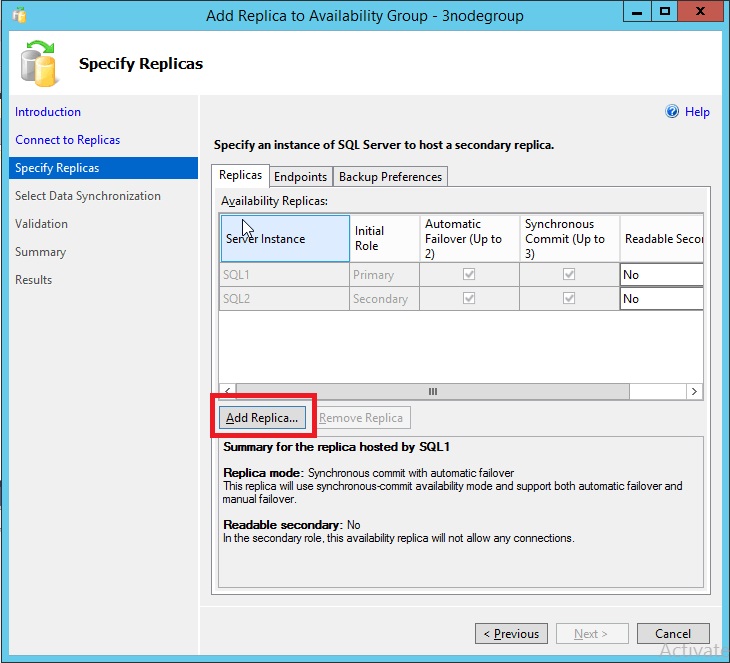 Add Replica to Availability Group - 3nodegroup
X
Specify Replicas
Introduction
Connect to Replicas
Specify Replicas
Select Data Synchronization
Validation
Summary
Results
? Help
Specify an instance of SQL Server to host a secondary replica.
Replicas Endpoints Backup Preferences
Availability Replicas:
Server Instance
Initial
Role
Automatic
Failover (Up to
2)
Synchronous
Commit (Up to
3)
Readable Secor
SQL1 Primary No
SQL2 Secondary No
Add Replica... Remove Replica
Summary for the replica hosted by SQL1
Replica mode: Synchronous commit with automatic failover
This replica will use synchronous-commit availability mode and support both automatic failover and
manual failover.
Readable secondary: No
In the secondary role, this availability replica will not allow any connections.
< Previous Next > Cancel
Activate